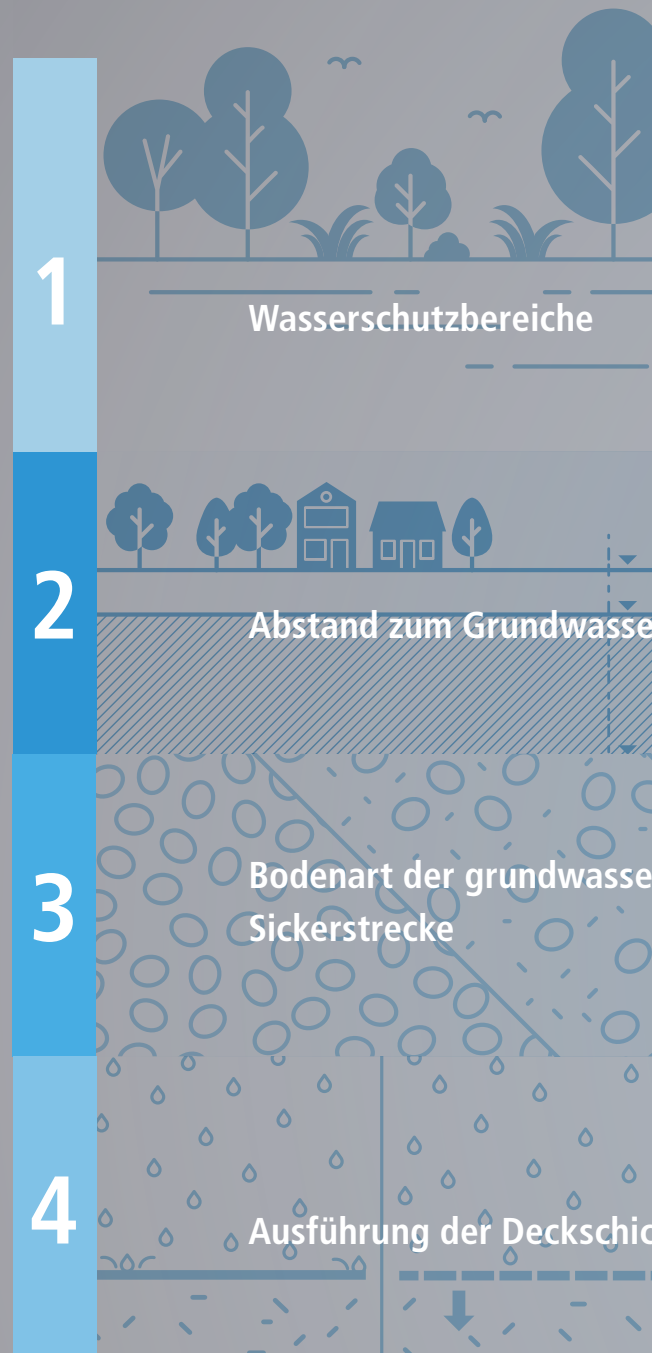 1
Wasserschutzbereiche
2
Abstand zum Grundwasse
3
Bodenart der grundwasse
Sickerstrecke
4
Ausführung der Deckschic